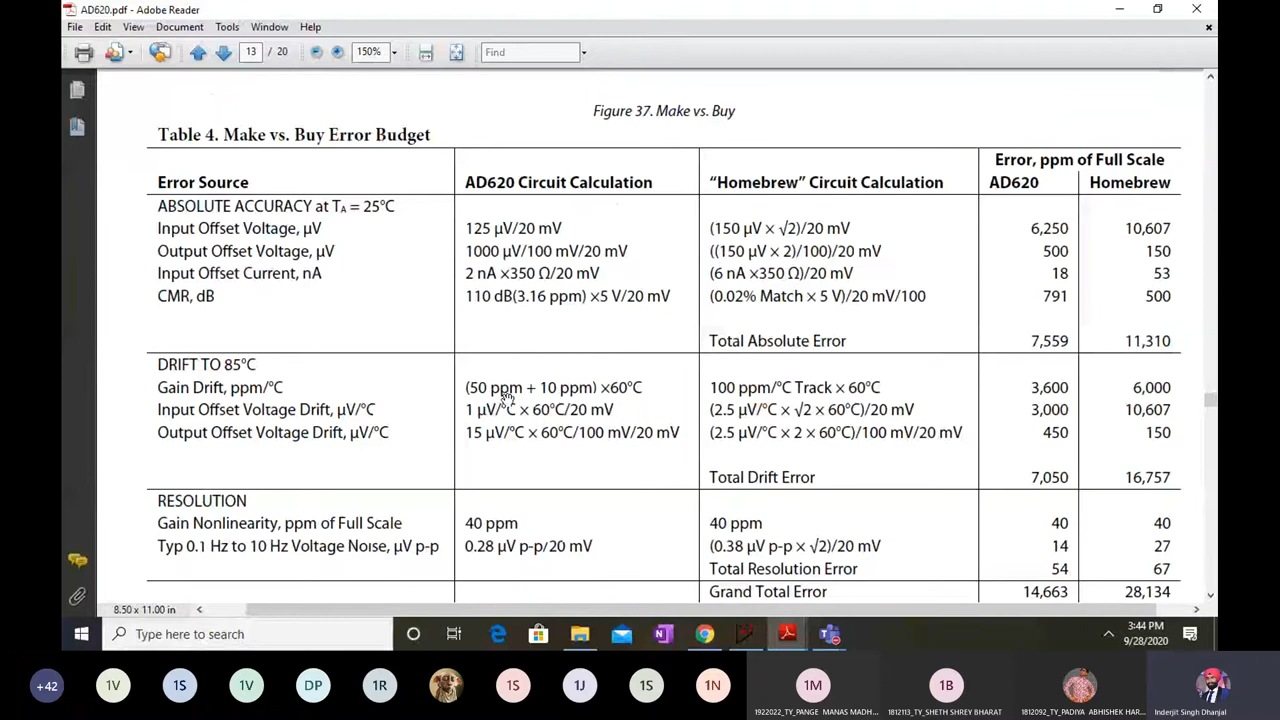 AD620.pdf - Adobe Reader
File Edit View Document Tools Window Help
13 / 20 150% Find
Figure 37. Make vs. Buy
Table 4. Make vs. Buy Error Budget
Error, ppm of Full Scale
Error Source AD620 Circuit Calculation “Homebrew” Circuit Calculation AD620 Homebrew
ABSOLUTE ACCURACY at TA = 25°C
Input Offset Voltage, μV 125 μV/20 mV (150 μV × √2)/20 mV 6,250 10,607
Output Offset Voltage, μV 1000 μV/100 mV/20 mV ((150 μV × 2)/100)/20 mV 500 150
Input Offset Current, nA 2 nA ×350 Ω/20 mV (6 nA ×350 Ω)/20 mV 18 53
CMR, dB 110 dB(3.16 ppm) ×5 V/20 mV (0.02% Match × 5 V)/20 mV/100 791 500
Total Absolute Error 7,559 11,310
DRIFT TO 85°C
Gain Drift, ppm/°C (50 ppm + 10 ppm) ×60°C 100 ppm/°C Track × 60°C 3,600 6,000
Input Offset Voltage Drift, μV/°C 1 μV/°C × 60°C/20 mV (2.5 μV/°C × √2 × 60°C)/20 mV 3,000 10,607
Output Offset Voltage Drift, μV/°C 15 μV/°C × 60°C/100 mV/20 mV (2.5 μV/°C × 2 × 60°C)/100 mV/20 mV 450 150
Total Drift Error 7,050 16,757
RESOLUTION
Gain Nonlinearity, ppm of Full Scale 40 ppm 40 ppm 40 40
Typ 0.1 Hz to 10 Hz Voltage Noise, μV p-p 0.28 μV p-p/20 mV (0.38 μV p-p × √2)/20 mV 14 27
Total Resolution Error 54 67
Grand Total Error 14,663 28,134
8.50 x 11.00 in
Type here to search
3:44 PM
9/28/2020
+42 1V 1S 1V DP 1R 1S 1J 1S 1N 1M 1B
1922022_TY_PANGE MANAS MADH... 1812113_TY_SHETH SHREY BHARAT 1812092_TY_PADIYA ABHISHEK HAR... Inderjit Singh Dhanjal